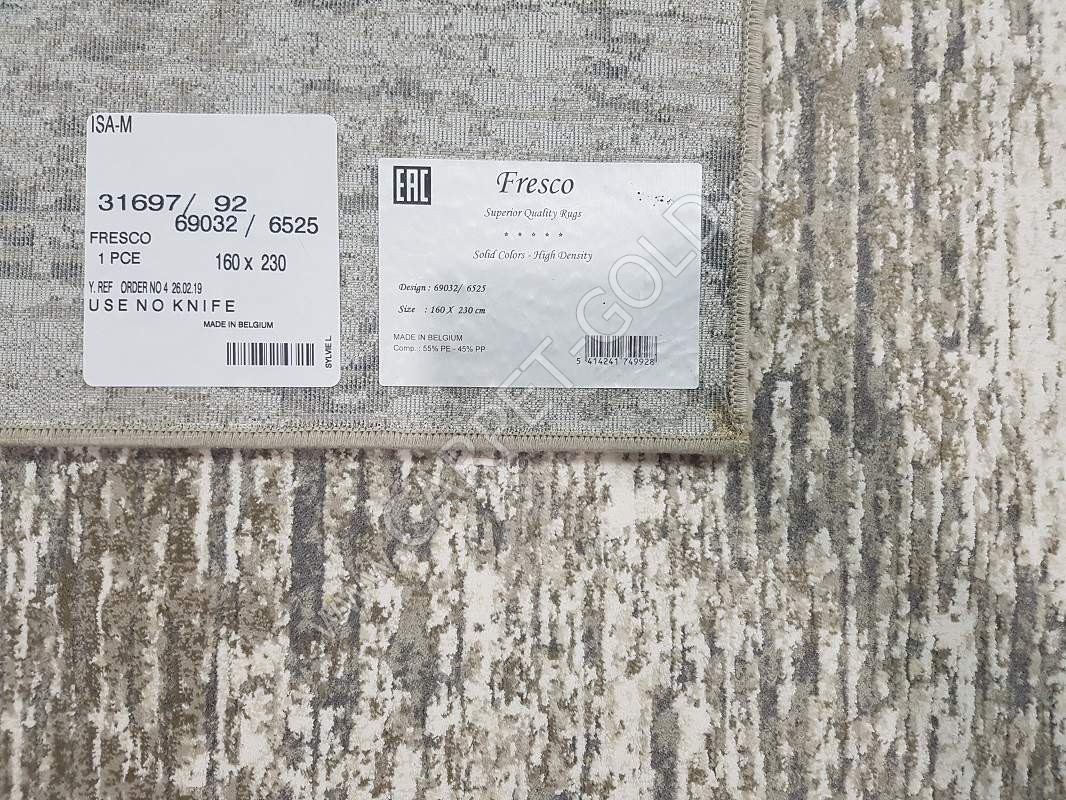 ISA-M
31697/ 92
69032 / 6525
FRESCO
1 PCE 160 x 230
Y. REF ORDER NO 4 26.02.19
USE NO KNIFE
MADE IN BELGIUM
SYLVIE L
EAC
Fresco
Superior Quality Rugs
* * * * *
Solid Colors - High Density
Design : 69032/ 6525
Size : 160 X 230 cm
MADE IN BELGIUM
Comp. : 55% PE - 45% PP
5 414241 749928
WWW.CARPET-GOLD